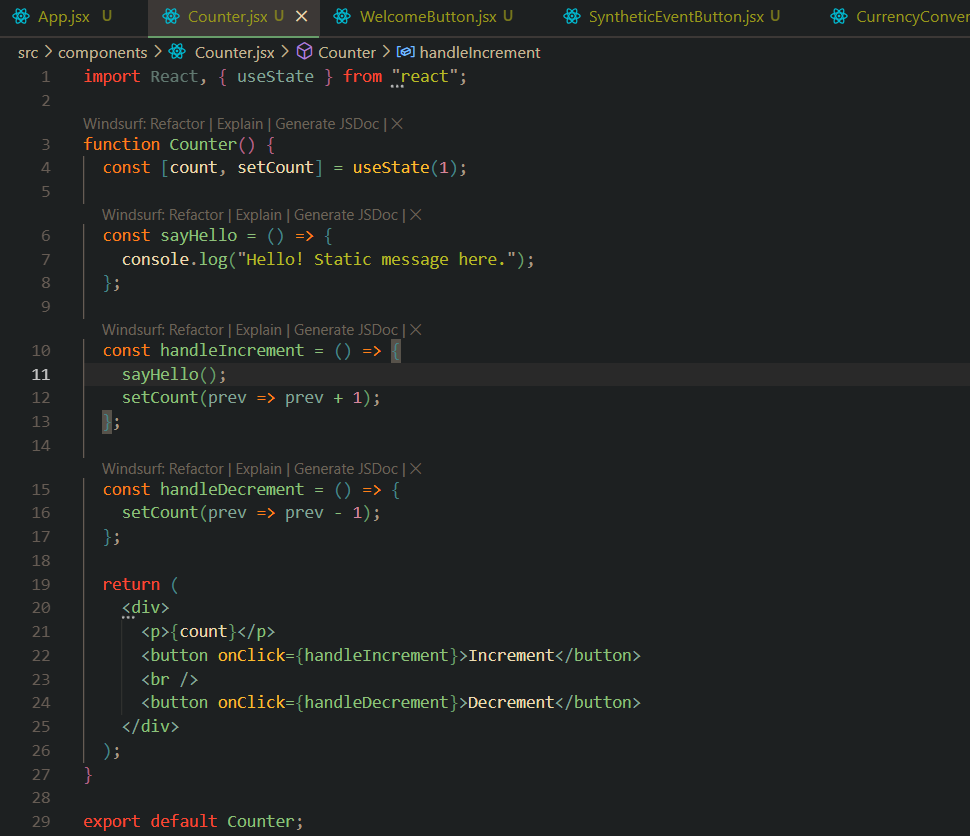 App.jsx U Counter.jsx U WelcomeButton.jsx U SyntheticEventButton.jsx U CurrencyConver
src > components > Counter.jsx > Counter > handleIncrement
1 import React, { useState } from "react";
2
Windsurf: Refactor | Explain | Generate JSDoc | ×
3 function Counter() {
4 const [count, setCount] = useState(1);
5
Windsurf: Refactor | Explain | Generate JSDoc | ×
6 const sayHello = () => {
7 console.log("Hello! Static message here.");
8 };
9
Windsurf: Refactor | Explain | Generate JSDoc | ×
10 const handleIncrement = () => {
11 sayHello();
12 setCount(prev => prev + 1);
13 };
14
Windsurf: Refactor | Explain | Generate JSDoc | ×
15 const handleDecrement = () => {
16 setCount(prev => prev - 1);
17 };
18
19 return (
20 <div>
21 <p>{count}</p>
22 <button onClick={handleIncrement}>Increment</button>
23 <br />
24 <button onClick={handleDecrement}>Decrement</button>
25 </div>
26 );
27 }
28
29 export default Counter;